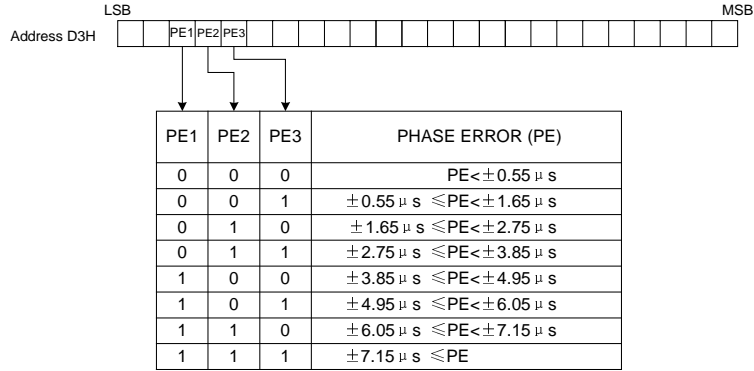 LSB MSB
Address D3H PE1 PE2 PE3
PE1 PE2 PE3 PHASE ERROR (PE)
0 0 0 PE<±0.55μs
0 0 1 ±0.55μs ≤PE<±1.65μs
0 1 0 ±1.65μs ≤PE<±2.75μs
0 1 1 ±2.75μs ≤PE<±3.85μs
1 0 0 ±3.85μs ≤PE<±4.95μs
1 0 1 ±4.95μs ≤PE<±6.05μs
1 1 0 ±6.05μs ≤PE<±7.15μs
1 1 1 ±7.15μs ≤PE